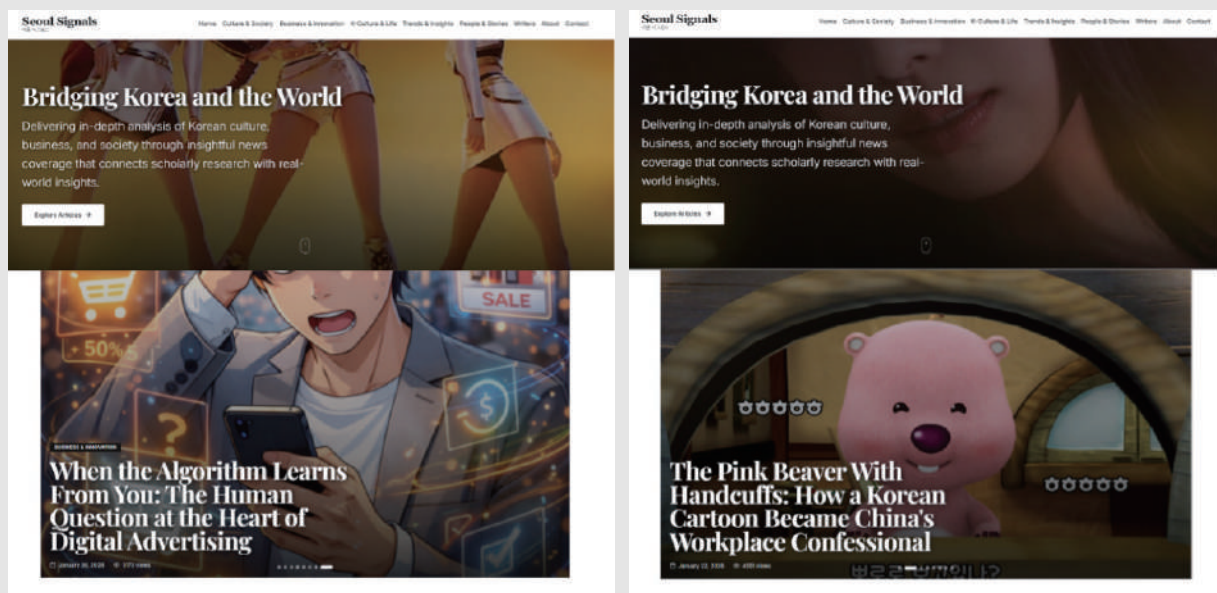 Seoul Signals
Home Culture & Society Business & Innovation K-Culture & Life Trends & Insights People & Stories Writers About Contact
Bridging Korea and the World
Delivering in-depth analysis of Korean culture,
business, and society through insightful news
coverage that connects scholarly research with real-
world insights.
Explore Articles →
SALE
+ 50%
?
$
BUSINESS & INNOVATION
When the Algorithm Learns
From You: The Human
Question at the Heart of
Digital Advertising
views
Seoul Signals
Home Culture & Society Business & Innovation K-Culture & Life Trends & Insights People & Stories Writers About Contact
Bridging Korea and the World
Delivering in-depth analysis of Korean culture,
business, and society through insightful news
coverage that connects scholarly research with real-
world insights.
Explore Articles →
The Pink Beaver With
Handcuffs: How a Korean
Cartoon Became China's
Workplace Confessional
views